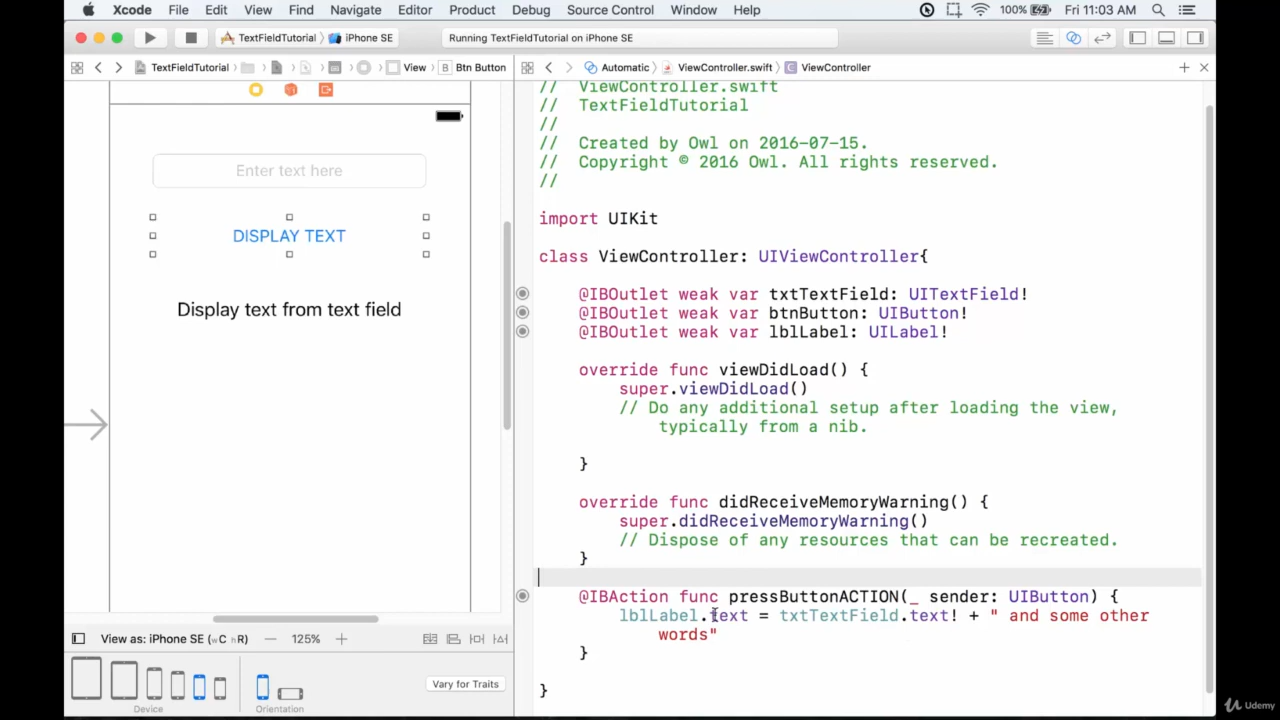 Xcode File Edit View Find Navigate Editor Product Debug Source Control Window Help 100% Fri 11:03 AM
TextFieldTutorial iPhone SE Running TextFieldTutorial on iPhone SE
TextFieldTutorial View B Btn Button Automatic ViewController.swift C ViewController
// ViewController.swift
// TextFieldTutorial
//
// Created by Owl on 2016-07-15.
// Copyright © 2016 Owl. All rights reserved.
//
Enter text here
DISPLAY TEXT
Display text from text field
import UIKit
class ViewController: UIViewController{
@IBOutlet weak var txtTextField: UITextField!
@IBOutlet weak var btnButton: UIButton!
@IBOutlet weak var lblLabel: UILabel!
override func viewDidLoad() {
super.viewDidLoad()
// Do any additional setup after loading the view,
typically from a nib.
}
override func didReceiveMemoryWarning() {
super.didReceiveMemoryWarning()
// Dispose of any resources that can be recreated.
}
@IBAction func pressButtonACTION(_ sender: UIButton) {
lblLabel.text = txtTextField.text! + " and some other
words"
}
}
View as: iPhone SE (wC hR) — 125% +
Vary for Traits
Device Orientation
Udemy